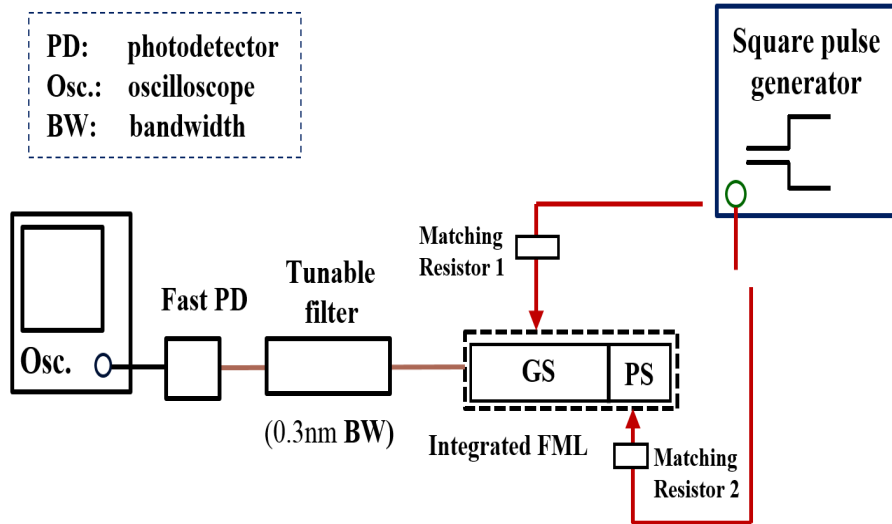 PD: photodetector
Osc.: oscilloscope
BW: bandwidth
Square pulse
generator
Matching
Resistor 1
Tunable
filter
Fast PD
Osc.
GS
PS
(0.3nm BW)
Integrated FML
Matching
Resistor 2